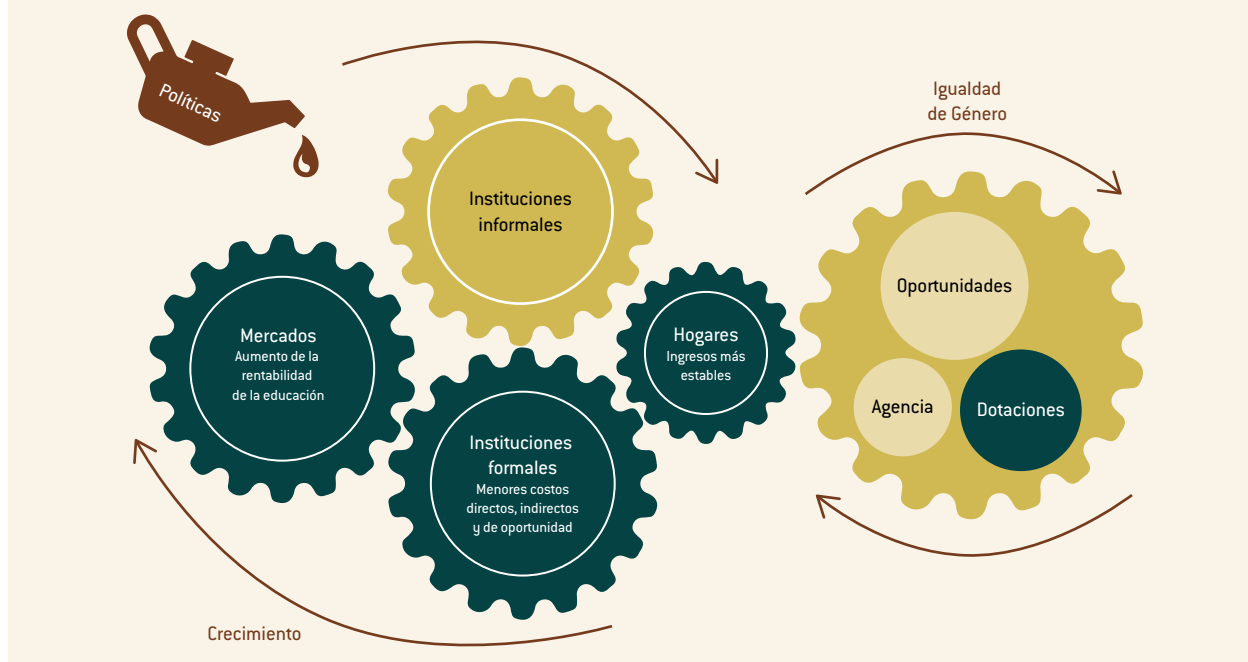 Políticas
Igualdad
de Género
Instituciones
informales
Oportunidades
Mercados
Aumento de la
rentabilidad
de la educación
Hogares
Ingresos más
estables
Agencia
Dotaciones
Instituciones
formales
Menores costos
directos, indirectos
y de oportunidad
Crecimiento